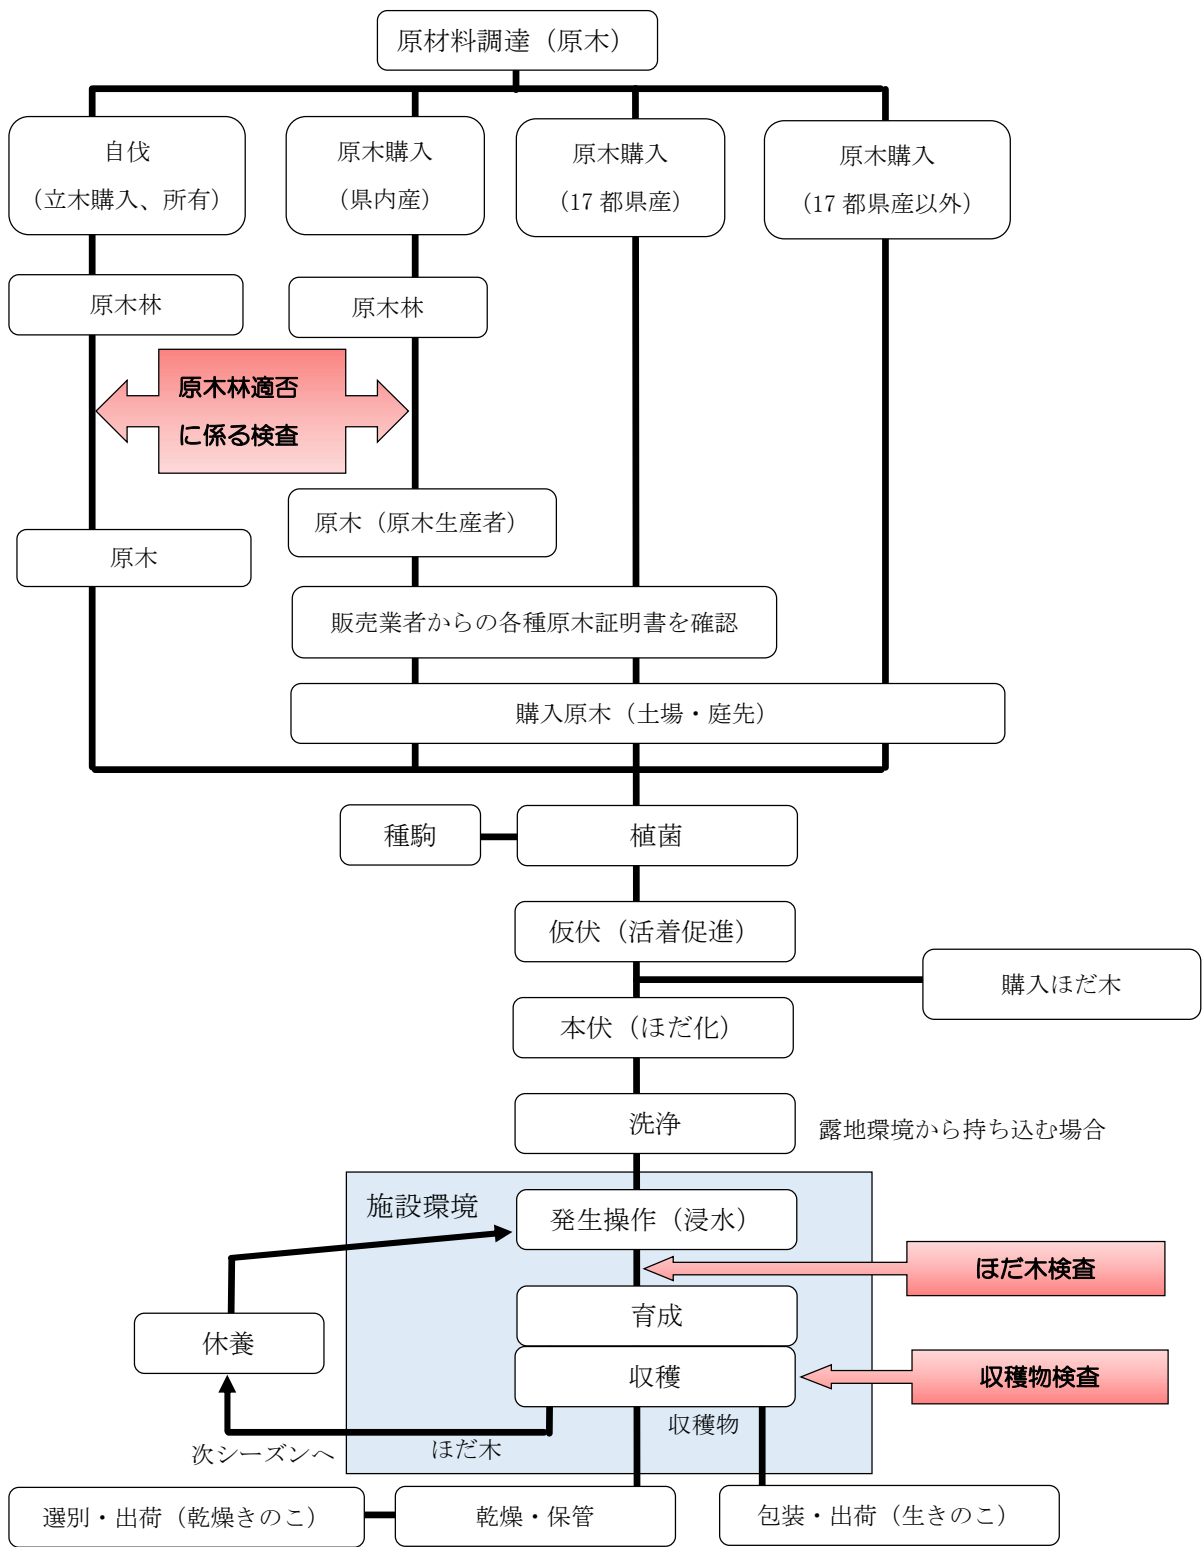 原材料調達（原木）
自伐
（立木購入、所有）
原木購入
（県内産）
原木購入
（17 都県産）
原木購入
（17 都県産以外）
原木林
原木林
原木林適否
に係る検査
原木（原木生産者）
原木
販売業者からの各種原木証明書を確認
購入原木（土場・庭先）
種駒
植菌
仮伏（活着促進）
購入ほだ木
本伏（ほだ化）
洗浄
露地環境から持ち込む場合
施設環境
発生操作（浸水）
ほだ木検査
育成
休養
収穫
収穫物検査
収穫物
次シーズンへ
ほだ木
選別・出荷（乾燥きのこ）
乾燥・保管
包装・出荷（生きのこ）